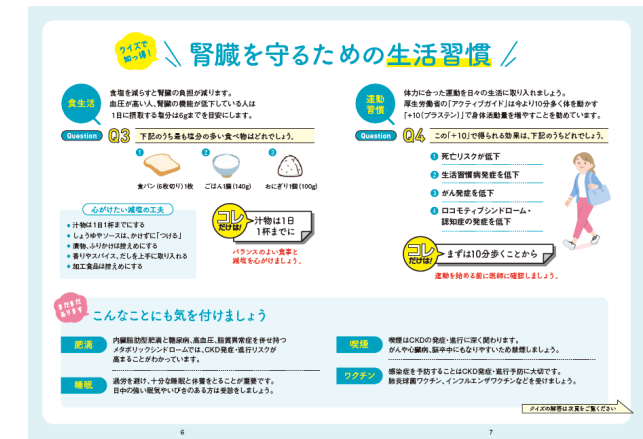 クイズで
知っ得!
腎臓を守るための生活習慣
食生活
食塩を減らすと腎臓の負担が減ります。
血圧が高い人、腎臓の機能が低下している人は
1日に摂取する塩分は6gまでを目安にします。
Question Q3 下記のうち最も塩分の多い食べ物はどれでしょう。
1 2 3
食パン(6枚切り)1枚 ごはん1膳(140g) おにぎり1個(100g)
心がけたい減塩の工夫
・汁物は1日1杯までにする
・しょうゆやソースは、かけずに「つける」
・漬物、ふりかけは控えめにする
・香りやスパイス、だしを上手に取り入れる
・加工食品は控えめにする
コレ
だけは!
汁物は1日
1杯までに
バランスのよい食事と
減塩を心がけましょう。
運動
習慣
体力に合った運動を日々の生活に取り入れましょう。
厚生労働省の「アクティブガイド」は今より10分多く体を動かす
「+10(プラステン)」で身体活動量を増やすことを勧めています。
Question Q4 この「+10」で得られる効果は、下記のうちどれでしょう。
1 死亡リスクが低下
2 生活習慣病発症を低下
3 がん発症を低下
4 ロコモティブシンドローム・
認知症の発症を低下
コレ
だけは!
まずは10分歩くことから
運動を始める前に医師に確認しましょう。
まだまだ
あります
こんなことにも気を付けましょう
肥満
内臓脂肪型肥満と糖尿病、高血圧、脂質異常症を併せ持つ
メタボリックシンドロームでは、CKD発症・進行リスクが
高まることがわかっています。
睡眠
過労を避け、十分な睡眠と休養をとることが重要です。
日中の強い眠気やいびきのある方は受診をしましょう。
喫煙
喫煙はCKDの発症・進行に深く関わります。
がんや心臓病、脳卒中にもなりやすいため禁煙しましょう。
ワクチン
感染症を予防することはCKD発症・進行予防に大切です。
肺炎球菌ワクチン、インフルエンザワクチンなどを受けましょう。
クイズの解答は次頁をご覧ください
6
7